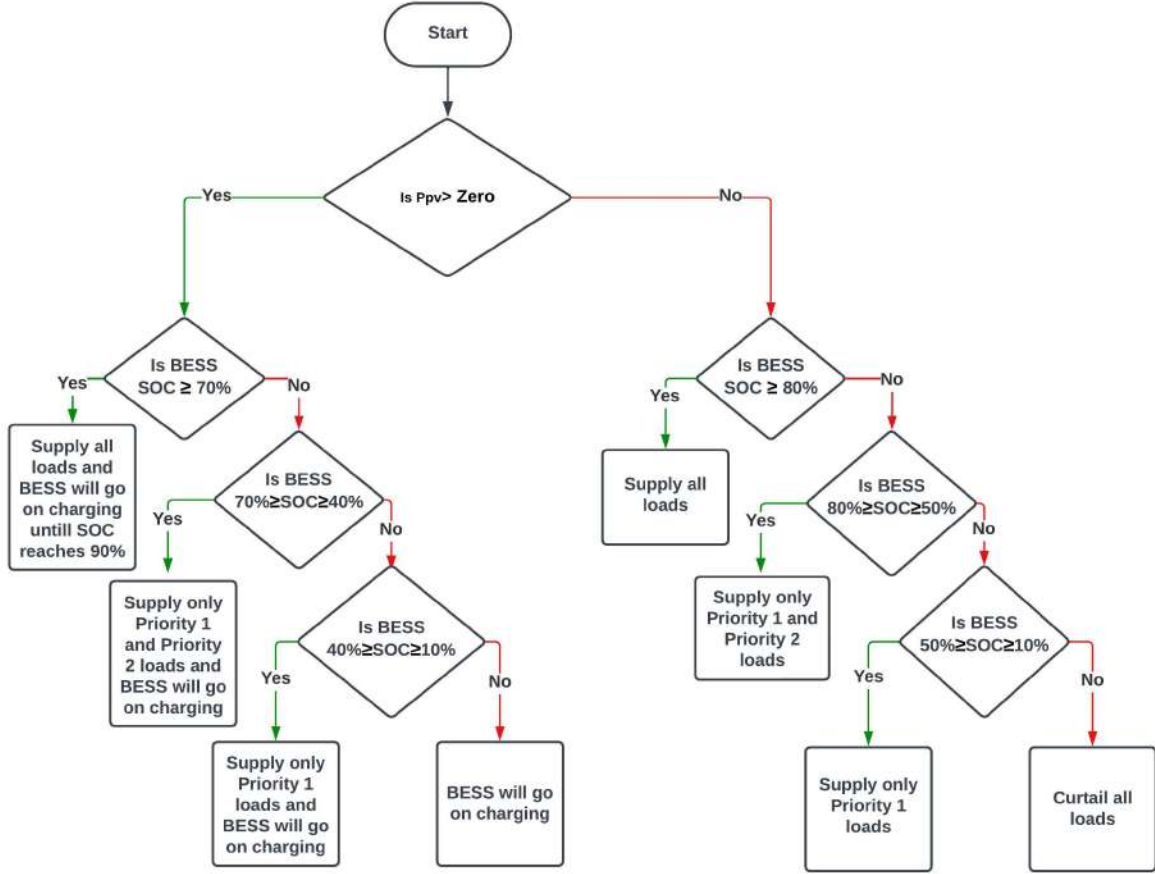 Start
Is Ppv> Zero
Yes
No
Is BESS
SOC ≥ 70%
Yes
No
Supply all
loads and
BESS will go
on charging
untill SOC
reaches 90%
Is BESS
70%≥SOC≥40%
Yes
No
Supply only
Priority 1
and Priority
2 loads and
BESS will go
on charging
Is BESS
40%≥SOC≥10%
Yes
No
Supply only
Priority 1
loads and
BESS will go
on charging
BESS will go
on charging
Is BESS
SOC ≥ 80%
Yes
No
Supply all
loads
Is BESS
80%≥SOC≥50%
Yes
No
Supply only
Priority 1 and
Priority 2
loads
Is BESS
50%≥SOC≥10%
Yes
No
Supply only
Priority 1
loads
Curtail all
loads